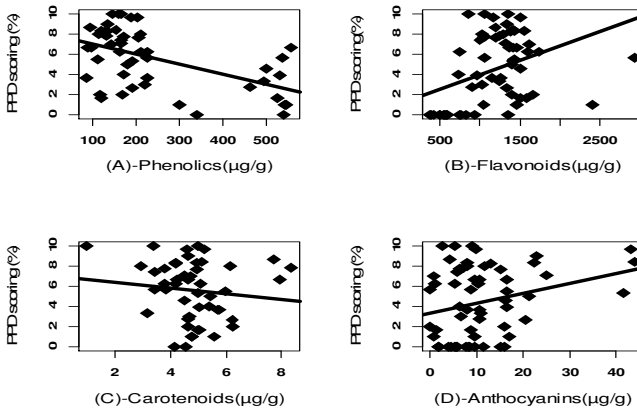 PPD scoring (%)
0 2 4 6 8 10
100 200 300 400 500
(A)-Phenolics(µg/g)
PPD scoring (%)
0 2 4 6 8 10
500 1500 2500
(B)-Flavonoids(µg/g)
PPD scoring (%)
0 2 4 6 8 10
2 4 6 8
(C)-Carotenoids(µg/g)
PPD scoring (%)
0 2 4 6 8 10
0 10 20 30 40
(D)-Anthocyanins(µg/g)